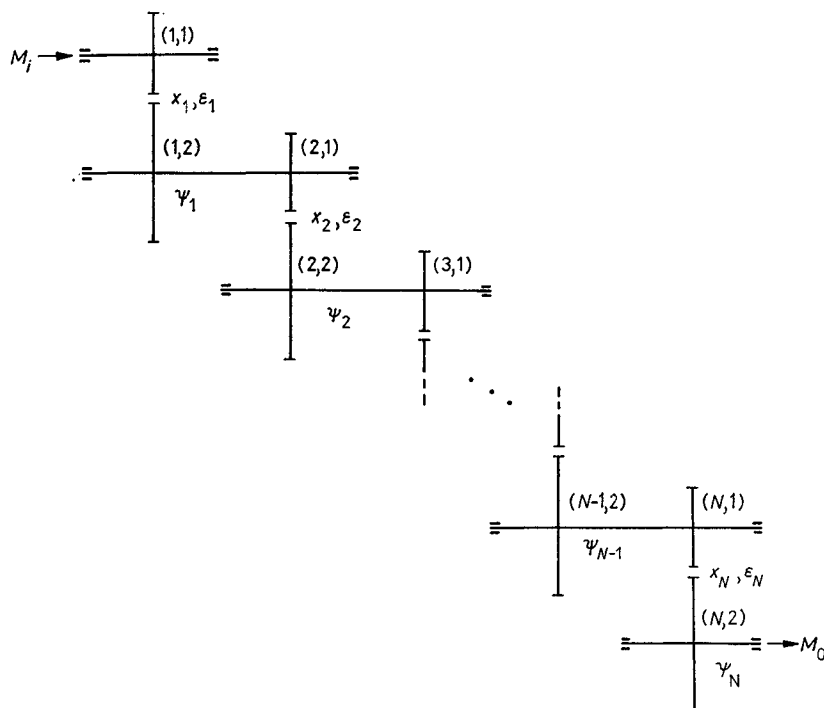 (1,1)
M_i
x_1, ε_1
(1,2) (2,1)
ψ_1
x_2, ε_2
(2,2) (3,1)
ψ_2
(N-1,2) (N,1)
ψ_{N-1}
x_N, ε_N
(N,2)
M_o
ψ_N